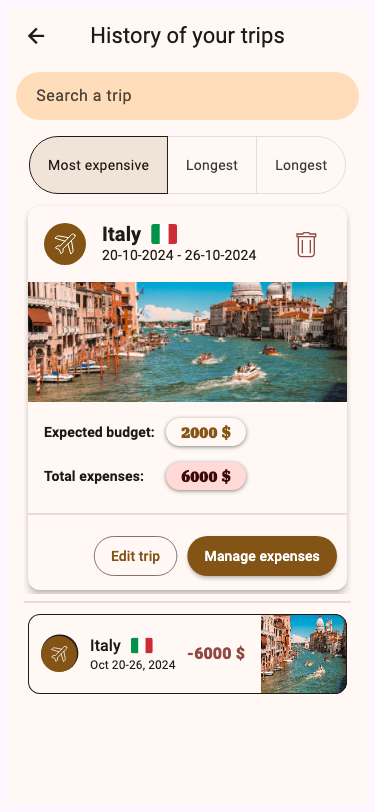 History of your trips
Search a trip
Most expensive
Longest
Longest
Italy
20-10-2024 - 26-10-2024
Expected budget: 2000 $
Total expenses: 6000 $
Edit trip
Manage expenses
Italy
Oct 20-26, 2024
-6000 $